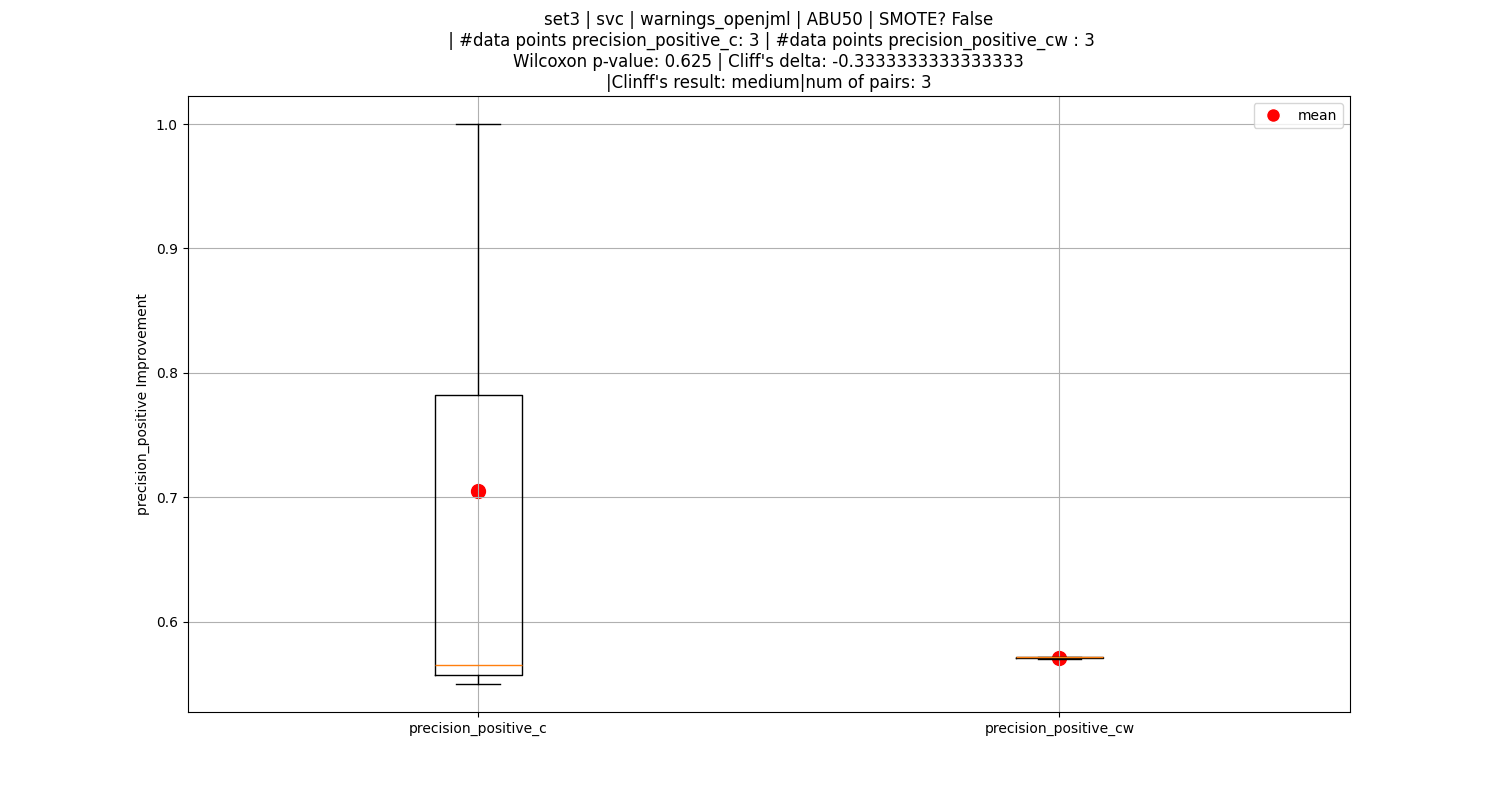 set3 | svc | warnings_openjml | ABU50 | SMOTE? False
| #data points precision_positive_c: 3 | #data points precision_positive_cw : 3
Wilcoxon p-value: 0.625 | Cliff's delta: -0.3333333333333333
|Clinff's result: medium|num of pairs: 3
mean
1.0
0.9
0.8
0.7
0.6
precision_positive Improvement
precision_positive_c
precision_positive_cw